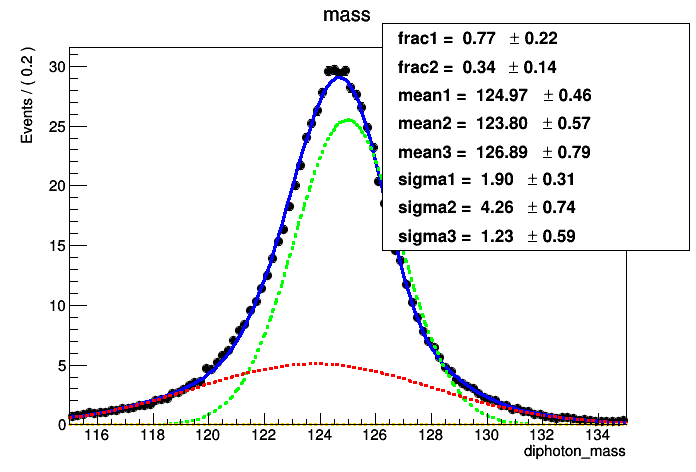 mass
frac1 = 0.77 ± 0.22
frac2 = 0.34 ± 0.14
mean1 = 124.97 ± 0.46
mean2 = 123.80 ± 0.57
mean3 = 126.89 ± 0.79
sigma1 = 1.90 ± 0.31
sigma2 = 4.26 ± 0.74
sigma3 = 1.23 ± 0.59
Events / ( 0.2 )
30
25
20
15
10
5
0
116 118 120 122 124 126 128 130 132 134
diphoton_mass